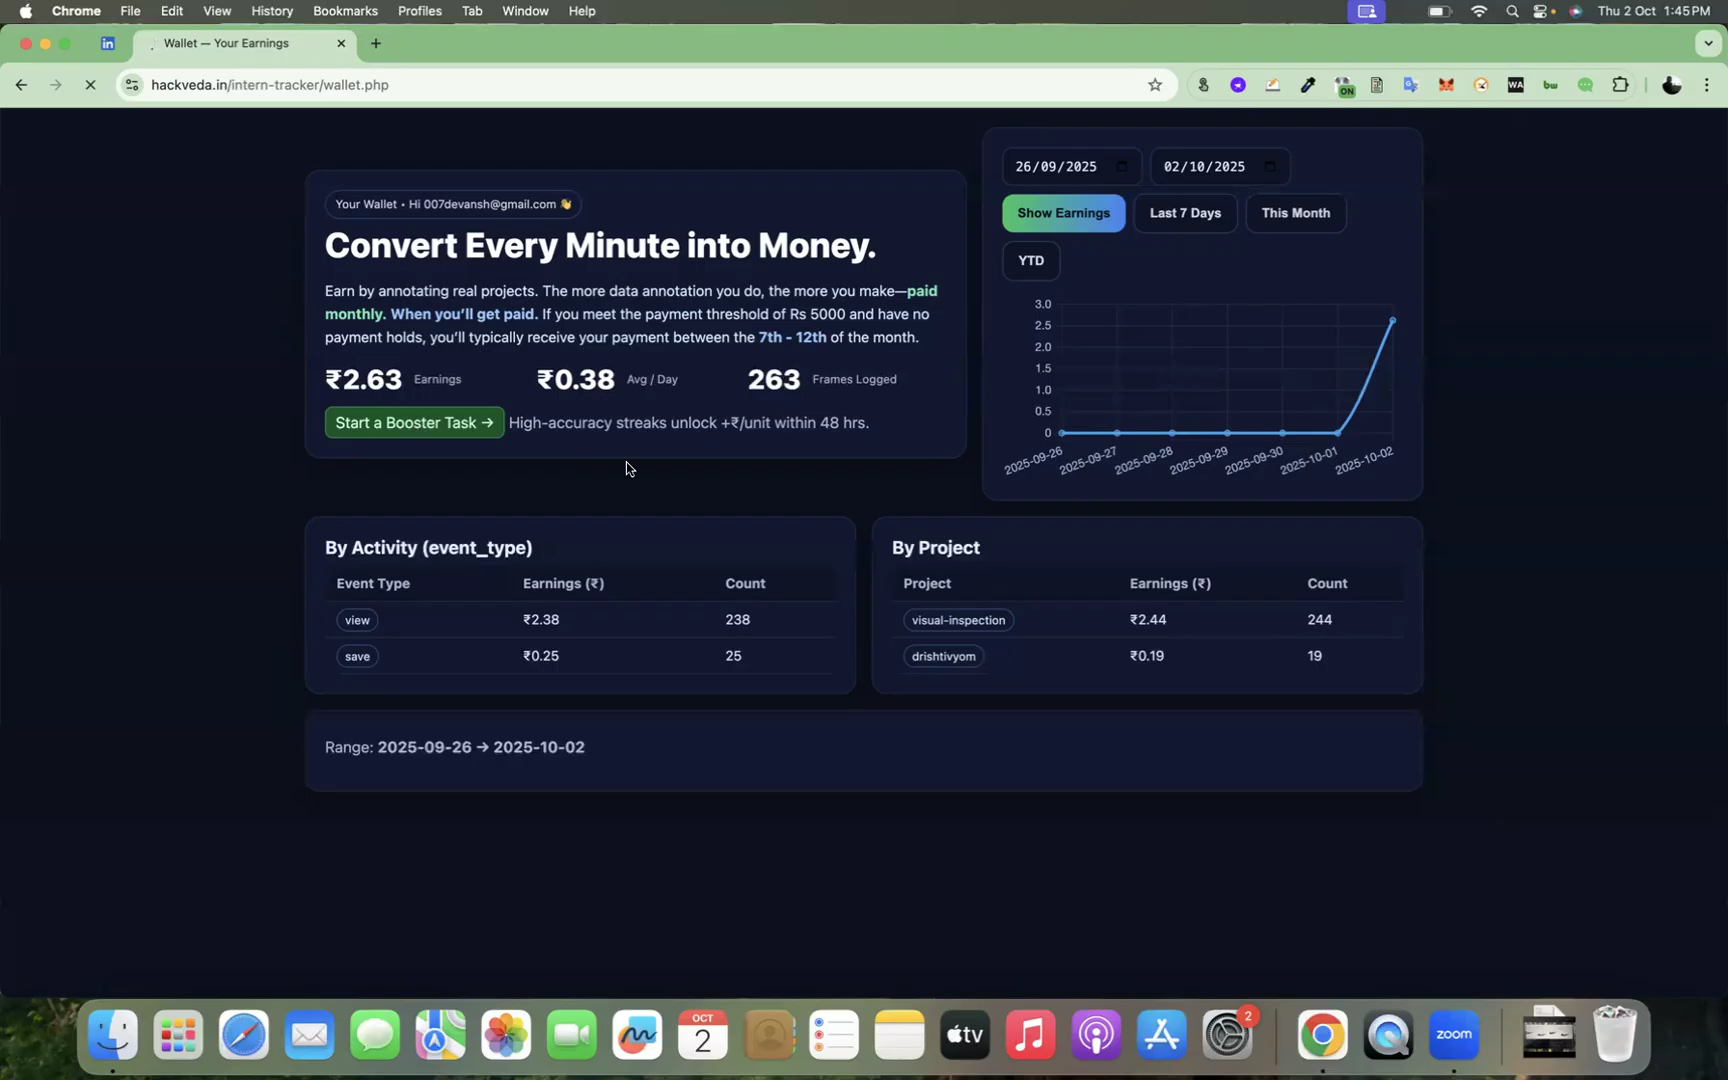 Chrome File Edit View History Bookmarks Profiles Tab Window Help
Thu 2 Oct 1:45 PM
Wallet — Your Earnings
hackveda.in/intern-tracker/wallet.php
ON
WA
bw
Your Wallet • Hi 007devansh@gmail.com 👋
Convert Every Minute into Money.
Earn by annotating real projects. The more data annotation you do, the more you make—paid
monthly. When you’ll get paid. If you meet the payment threshold of Rs 5000 and have no
payment holds, you’ll typically receive your payment between the 7th - 12th of the month.
₹2.63 Earnings ₹0.38 Avg / Day 263 Frames Logged
Start a Booster Task → High-accuracy streaks unlock +₹/unit within 48 hrs.
26/09/2025 02/10/2025
Show Earnings Last 7 Days This Month
YTD
3.0
2.5
2.0
1.5
1.0
0.5
0
2025-09-26 2025-09-27 2025-09-28 2025-09-29 2025-09-30 2025-10-01 2025-10-02
By Activity (event_type)
Event Type Earnings (₹) Count
view ₹2.38 238
save ₹0.25 25
By Project
Project Earnings (₹) Count
visual-inspection ₹2.44 244
drishtivyom ₹0.19 19
Range: 2025-09-26 → 2025-10-02
OCT
2
tv
2
zoom